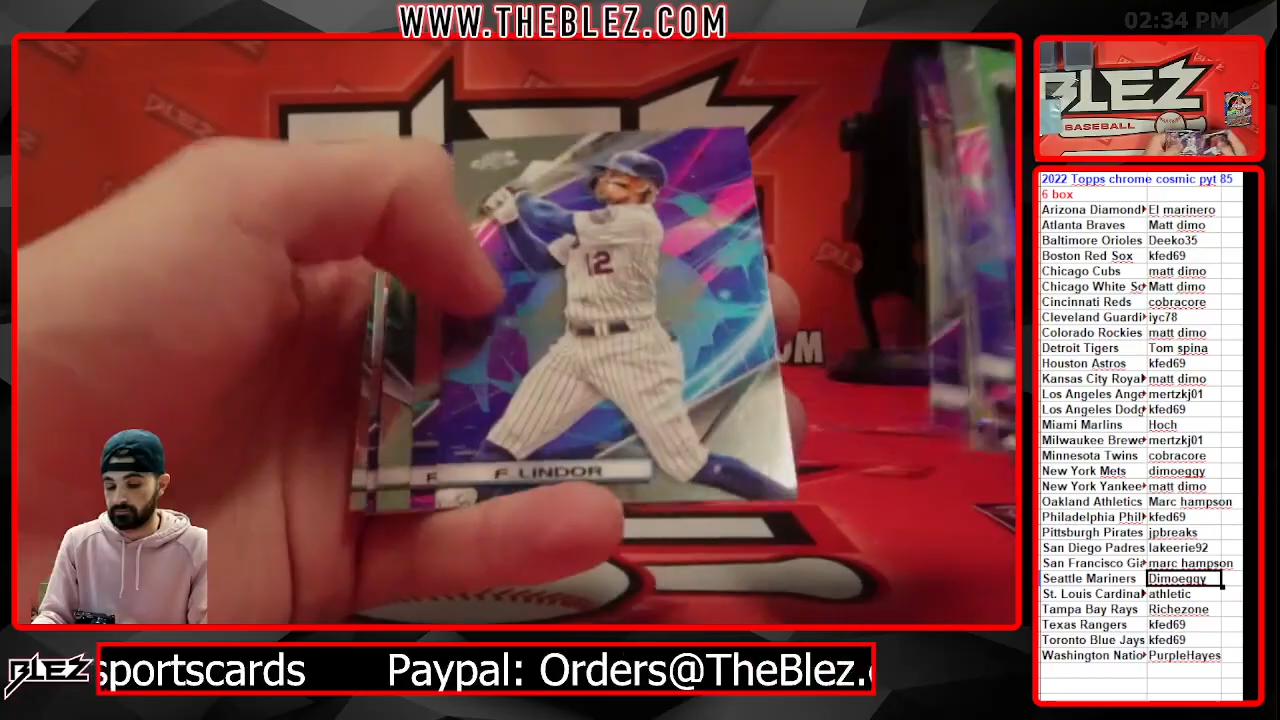 WWW.THEBLEZ.COM
02:34 PM
12
F LINDOR
BLEZ
BASEBALL
2022 Topps chrome cosmic pyt 85
6 box
Arizona Diamond El marinero
Atlanta Braves Matt dimo
Baltimore Orioles Deeko35
Boston Red Sox kfed69
Chicago Cubs matt dimo
Chicago White So Matt dimo
Cincinnati Reds cobracore
Cleveland Guardi iyc78
Colorado Rockies matt dimo
Detroit Tigers Tom spina
Houston Astros kfed69
Kansas City Roya matt dimo
Los Angeles Ange mertzkj01
Los Angeles Dodg kfed69
Miami Marlins Hoch
Milwaukee Brewe mertzkj01
Minnesota Twins cobracore
New York Mets dimoeggy
New York Yankee matt dimo
Oakland Athletics Marc hampson
Philadelphia Phil kfed69
Pittsburgh Pirates jpbreaks
San Diego Padres lakeerie92
San Francisco Gia marc hampson
Seattle Mariners Dimoeggy
St. Louis Cardinal athletic
Tampa Bay Rays Richezone
Texas Rangers kfed69
Toronto Blue Jays kfed69
Washington Natio PurpleHayes
BLEZ
sportscards Paypal: Orders@TheBlez.